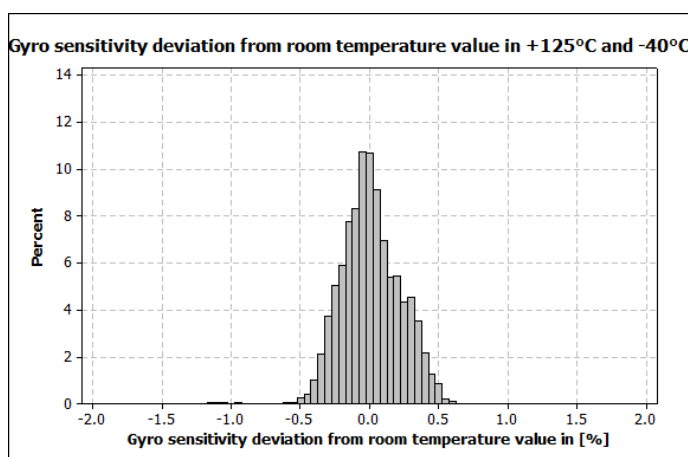 Gyro sensitivity deviation from room temperature value in +125°C and -40°C
14
12
10
8
6
4
2
0
Percent
-2.0 -1.5 -1.0 -0.5 0.0 0.5 1.0 1.5 2.0
Gyro sensitivity deviation from room temperature value in [%]